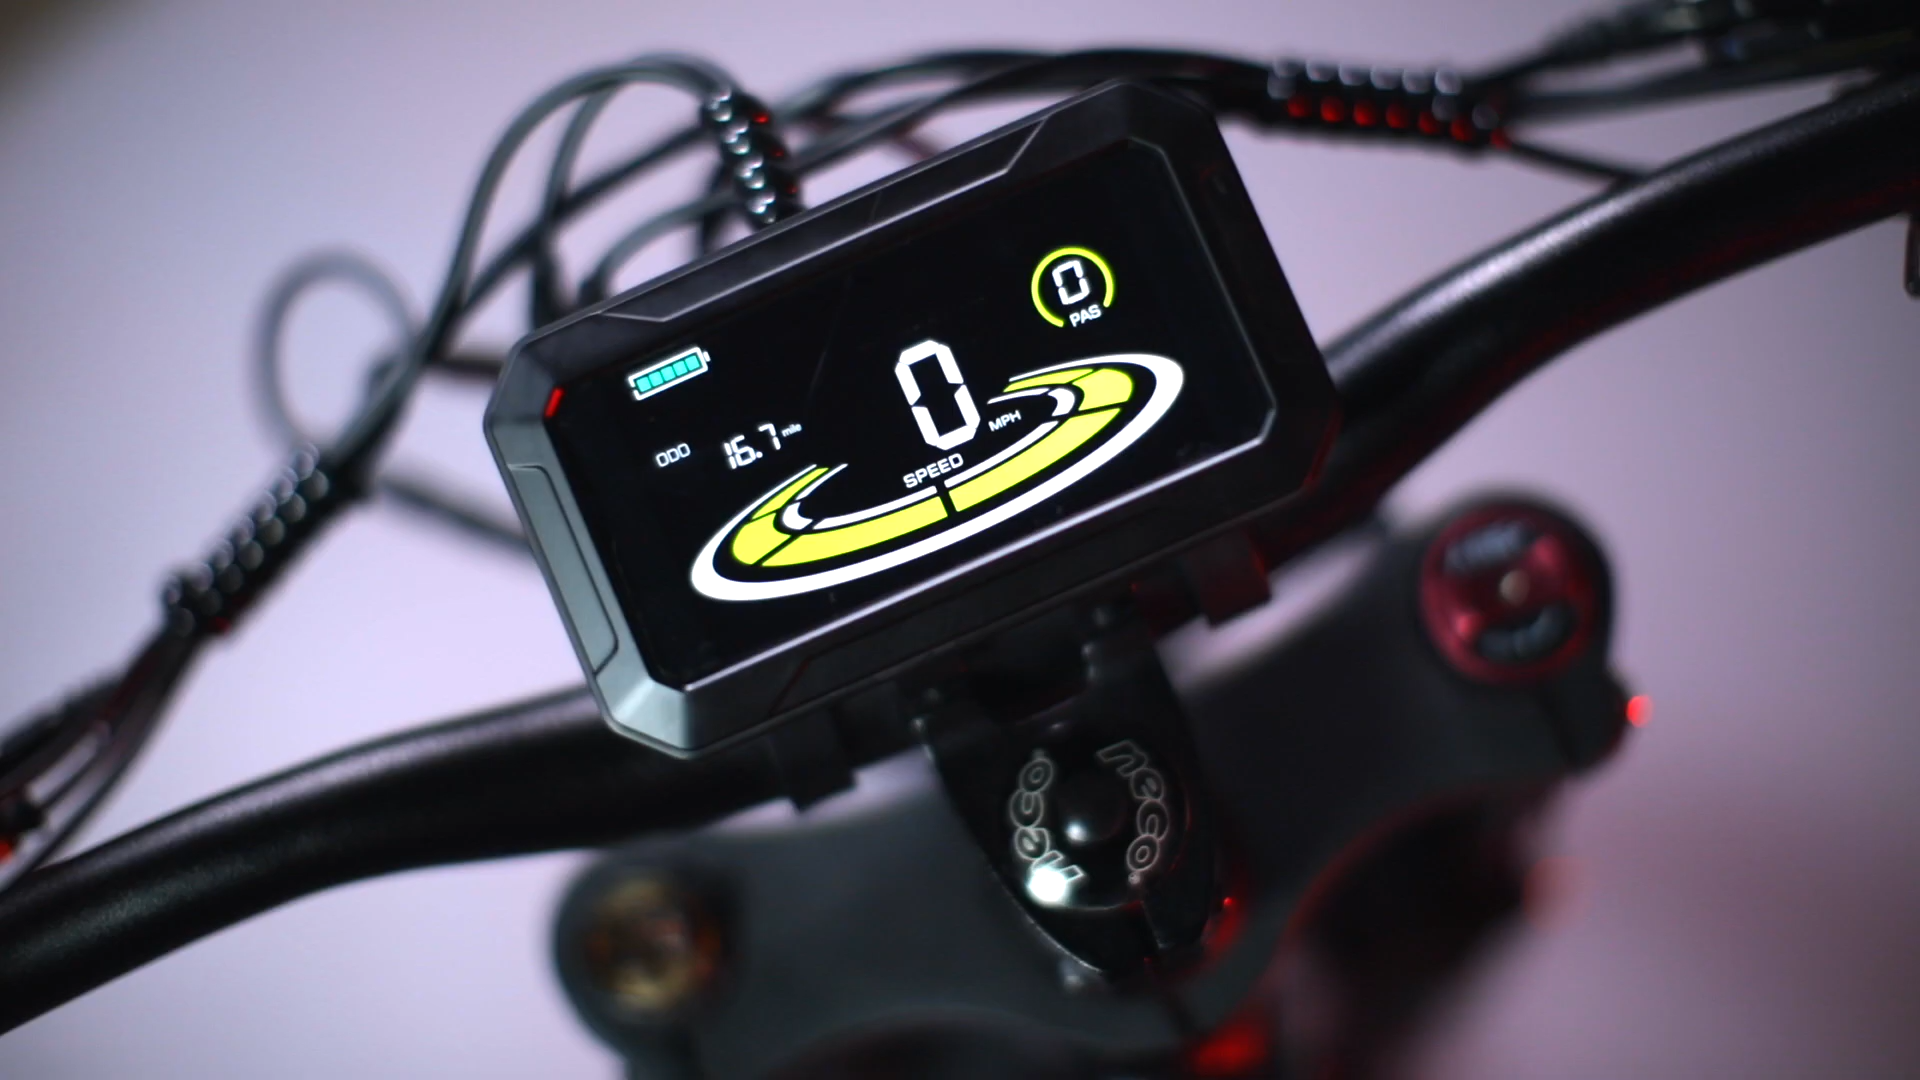 0
PAS
ODO 16.7 mile
0
MPH
SPEED
neco
neco